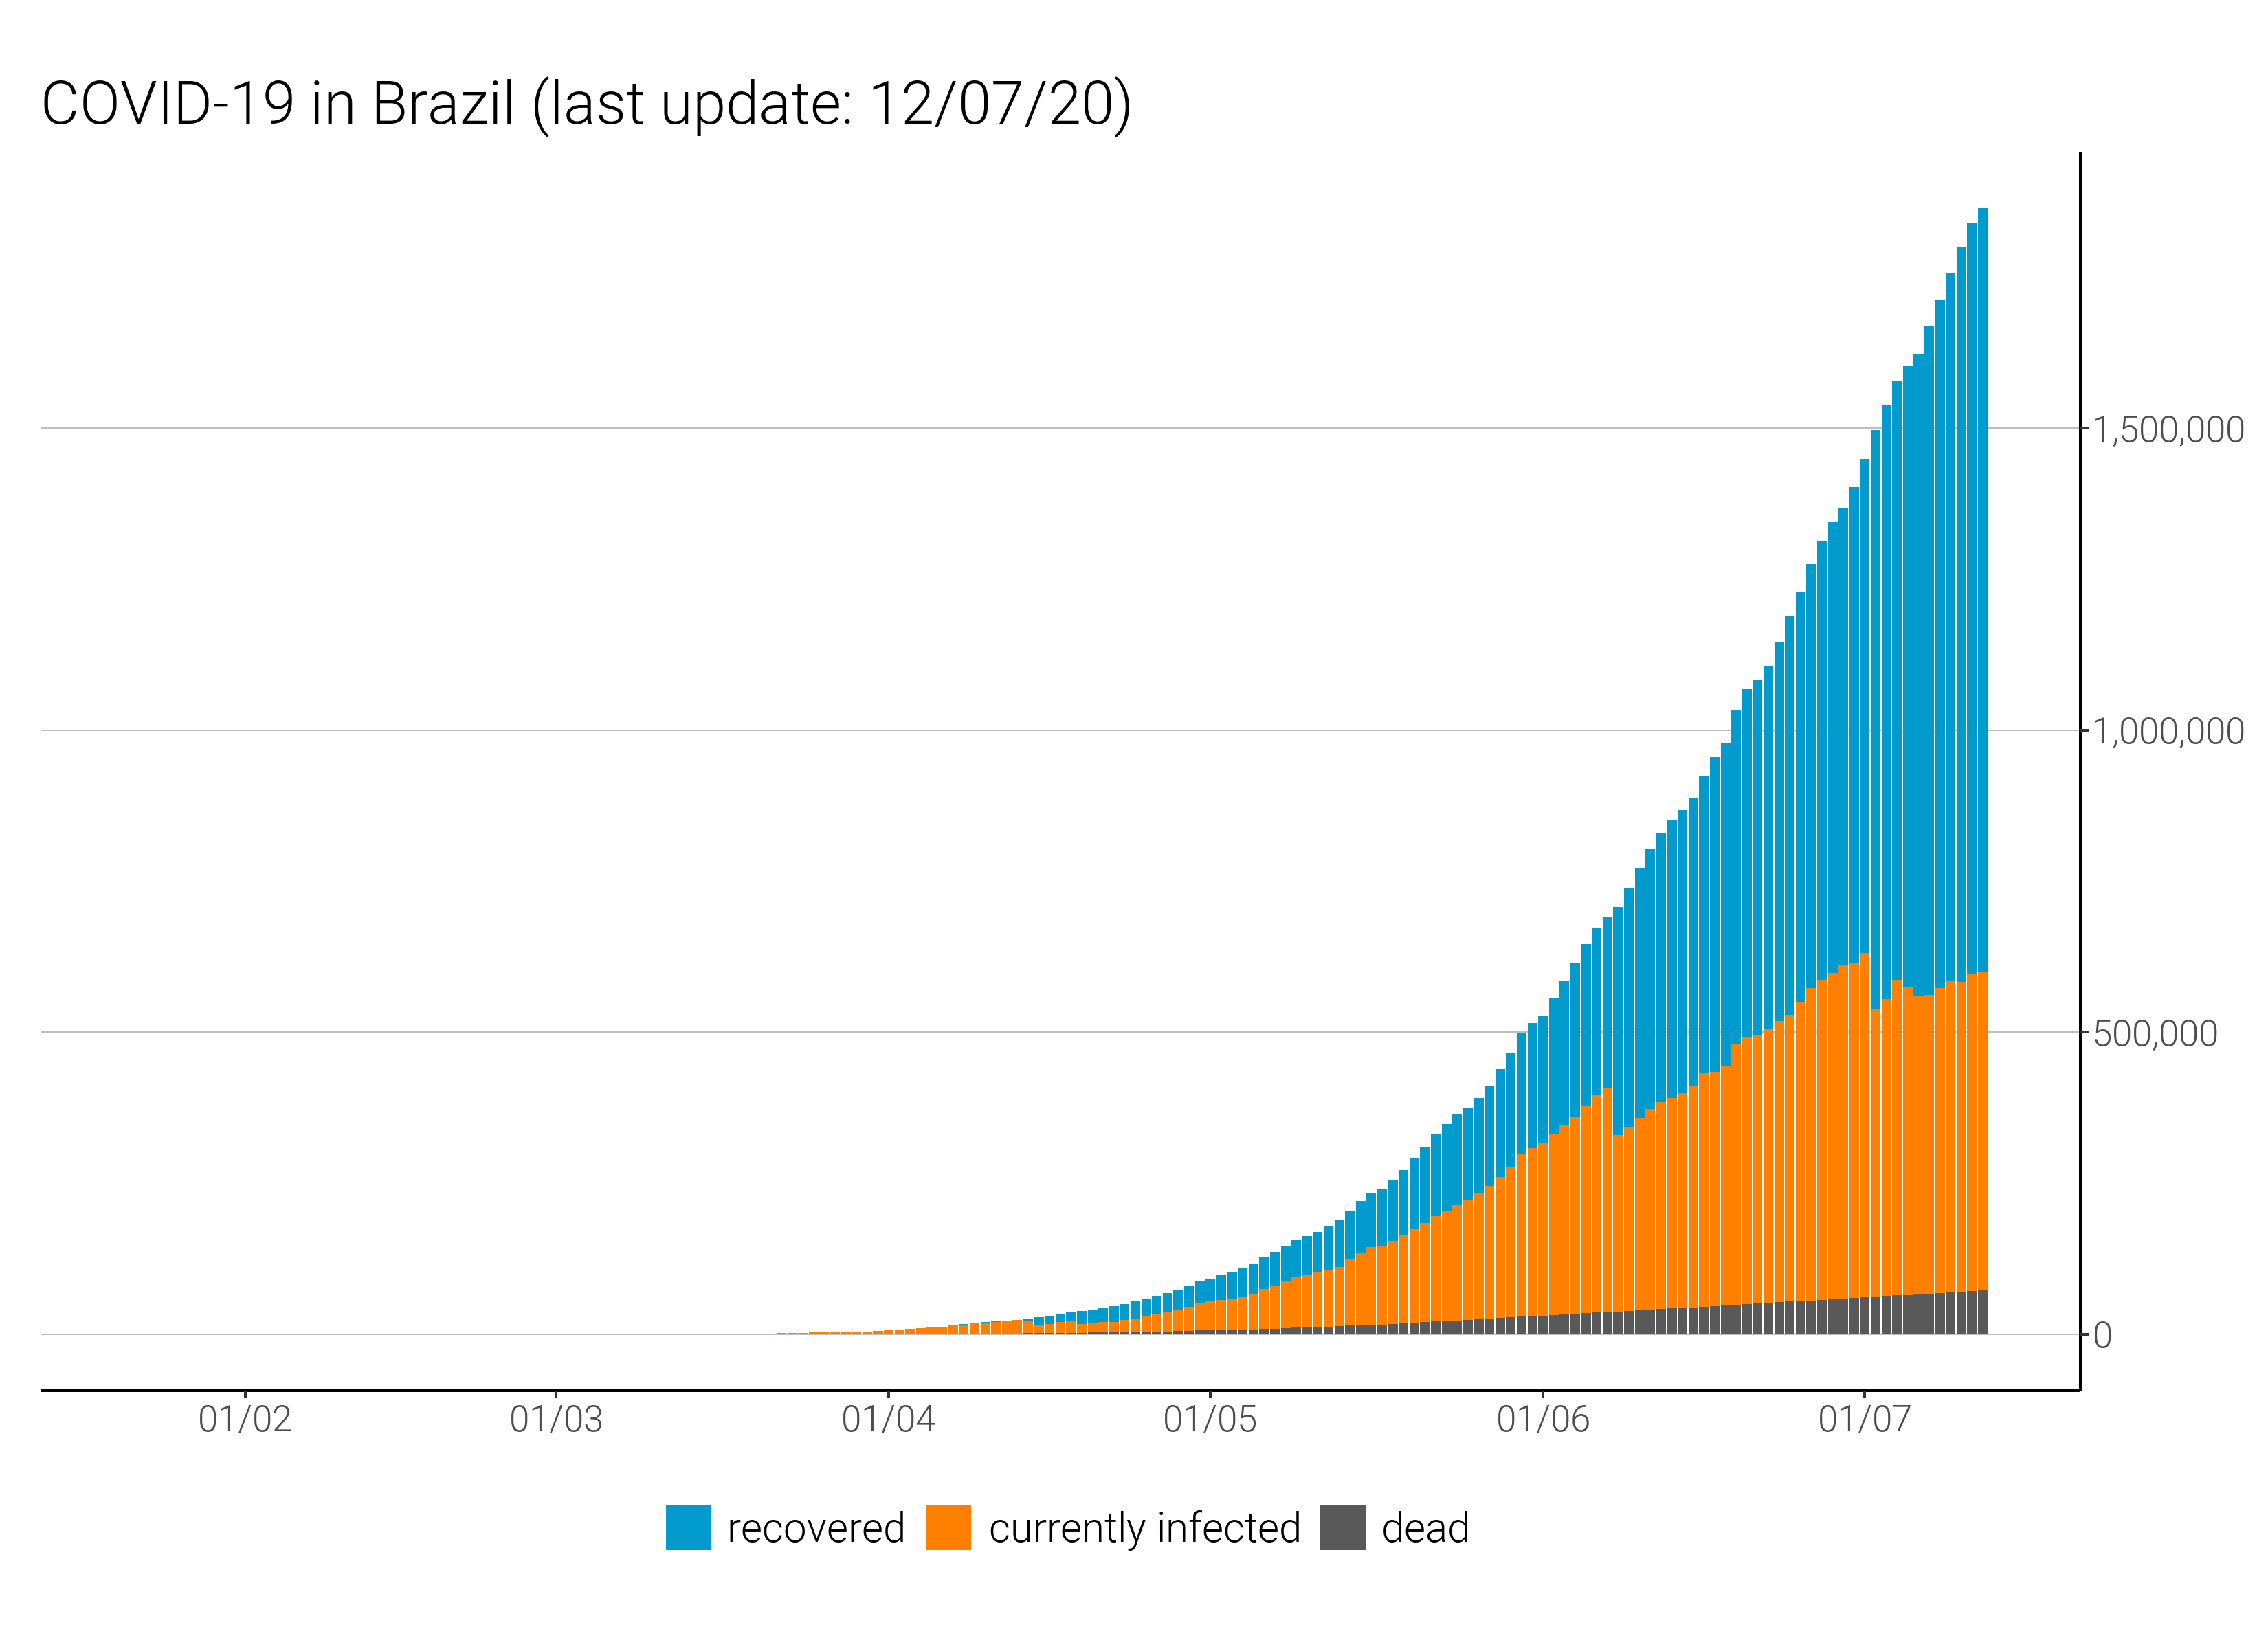 COVID-19 in Brazil (last update: 12/07/20)
1,500,000
1,000,000
500,000
0
01/02 01/03 01/04 01/05 01/06 01/07
recovered currently infected dead